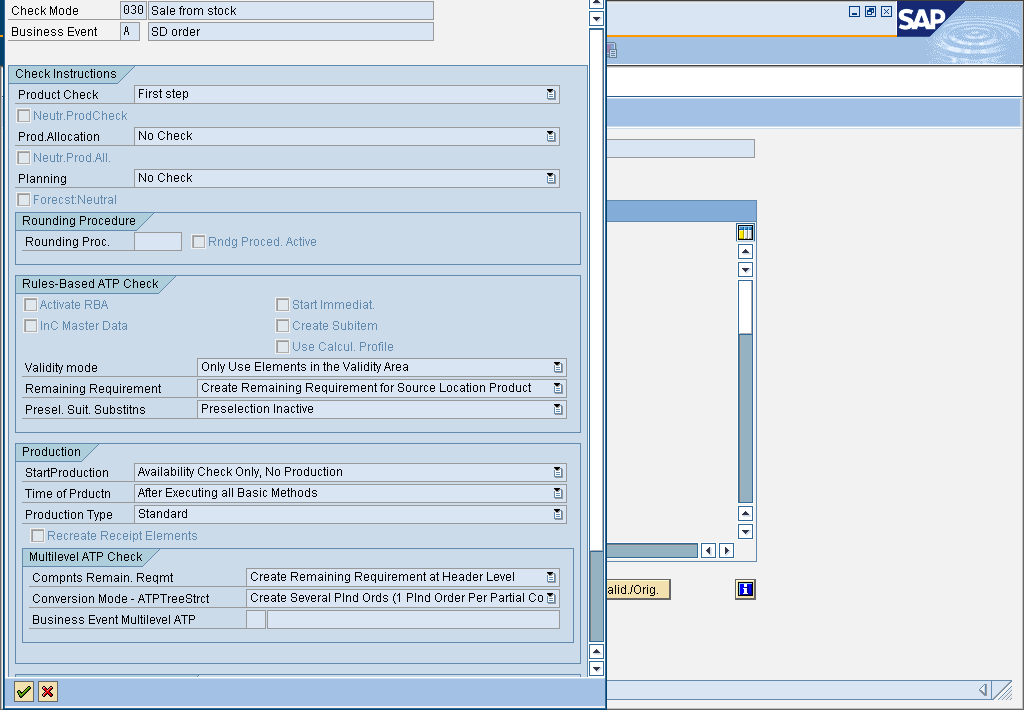 Check Mode 030 Sale from stock
Business Event A SD order
SAP
Check Instructions
Product Check First step
Neutr.ProdCheck
Prod.Allocation No Check
Neutr.Prod.All.
Planning No Check
Forecst:Neutral
Rounding Procedure
Rounding Proc. Rndg Proced. Active
Rules-Based ATP Check
Activate RBA Start Immediat.
InC Master Data Create Subitem
Use Calcul. Profile
Validity mode Only Use Elements in the Validity Area
Remaining Requirement Create Remaining Requirement for Source Location Product
Presel. Suit. Substitns Preselection Inactive
Production
StartProduction Availability Check Only, No Production
Time of Prductn After Executing all Basic Methods
Production Type Standard
Recreate Receipt Elements
Multilevel ATP Check
Compnts Remain. Reqmt Create Remaining Requirement at Header Level
Conversion Mode - ATPTreeStrct Create Several Plnd Ords (1 Plnd Order Per Partial Co
alid./Orig.
Business Event Multilevel ATP